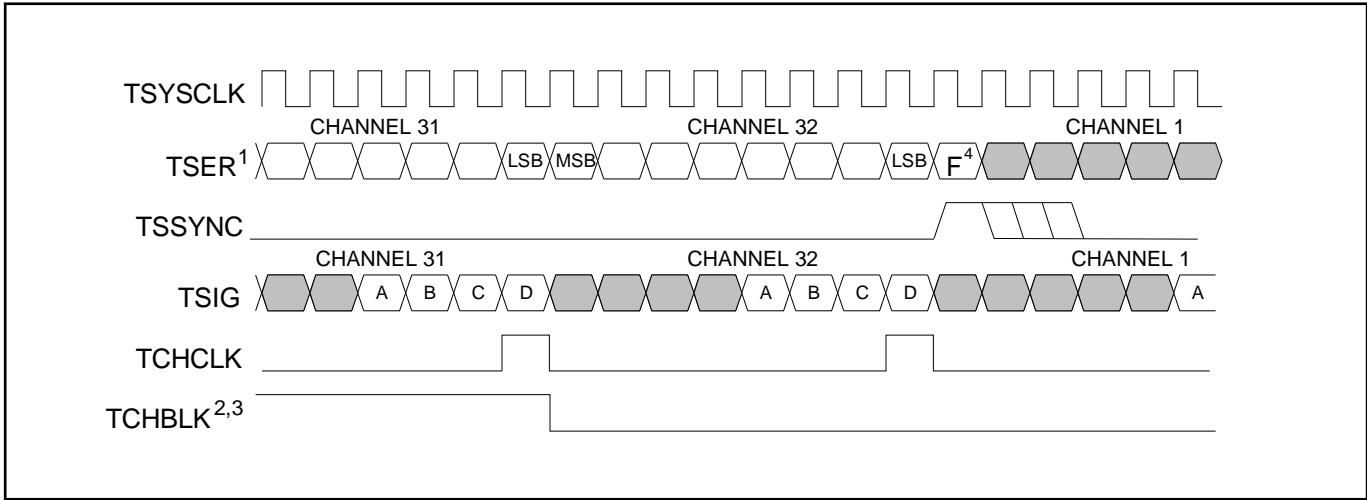 TSYSCLK
CHANNEL 31 CHANNEL 32 CHANNEL 1
TSER1 LSB MSB LSB F4
TSSYNC
CHANNEL 31 CHANNEL 32 CHANNEL 1
TSIG A B C D A B C D A
TCHCLK
TCHBLK2,3